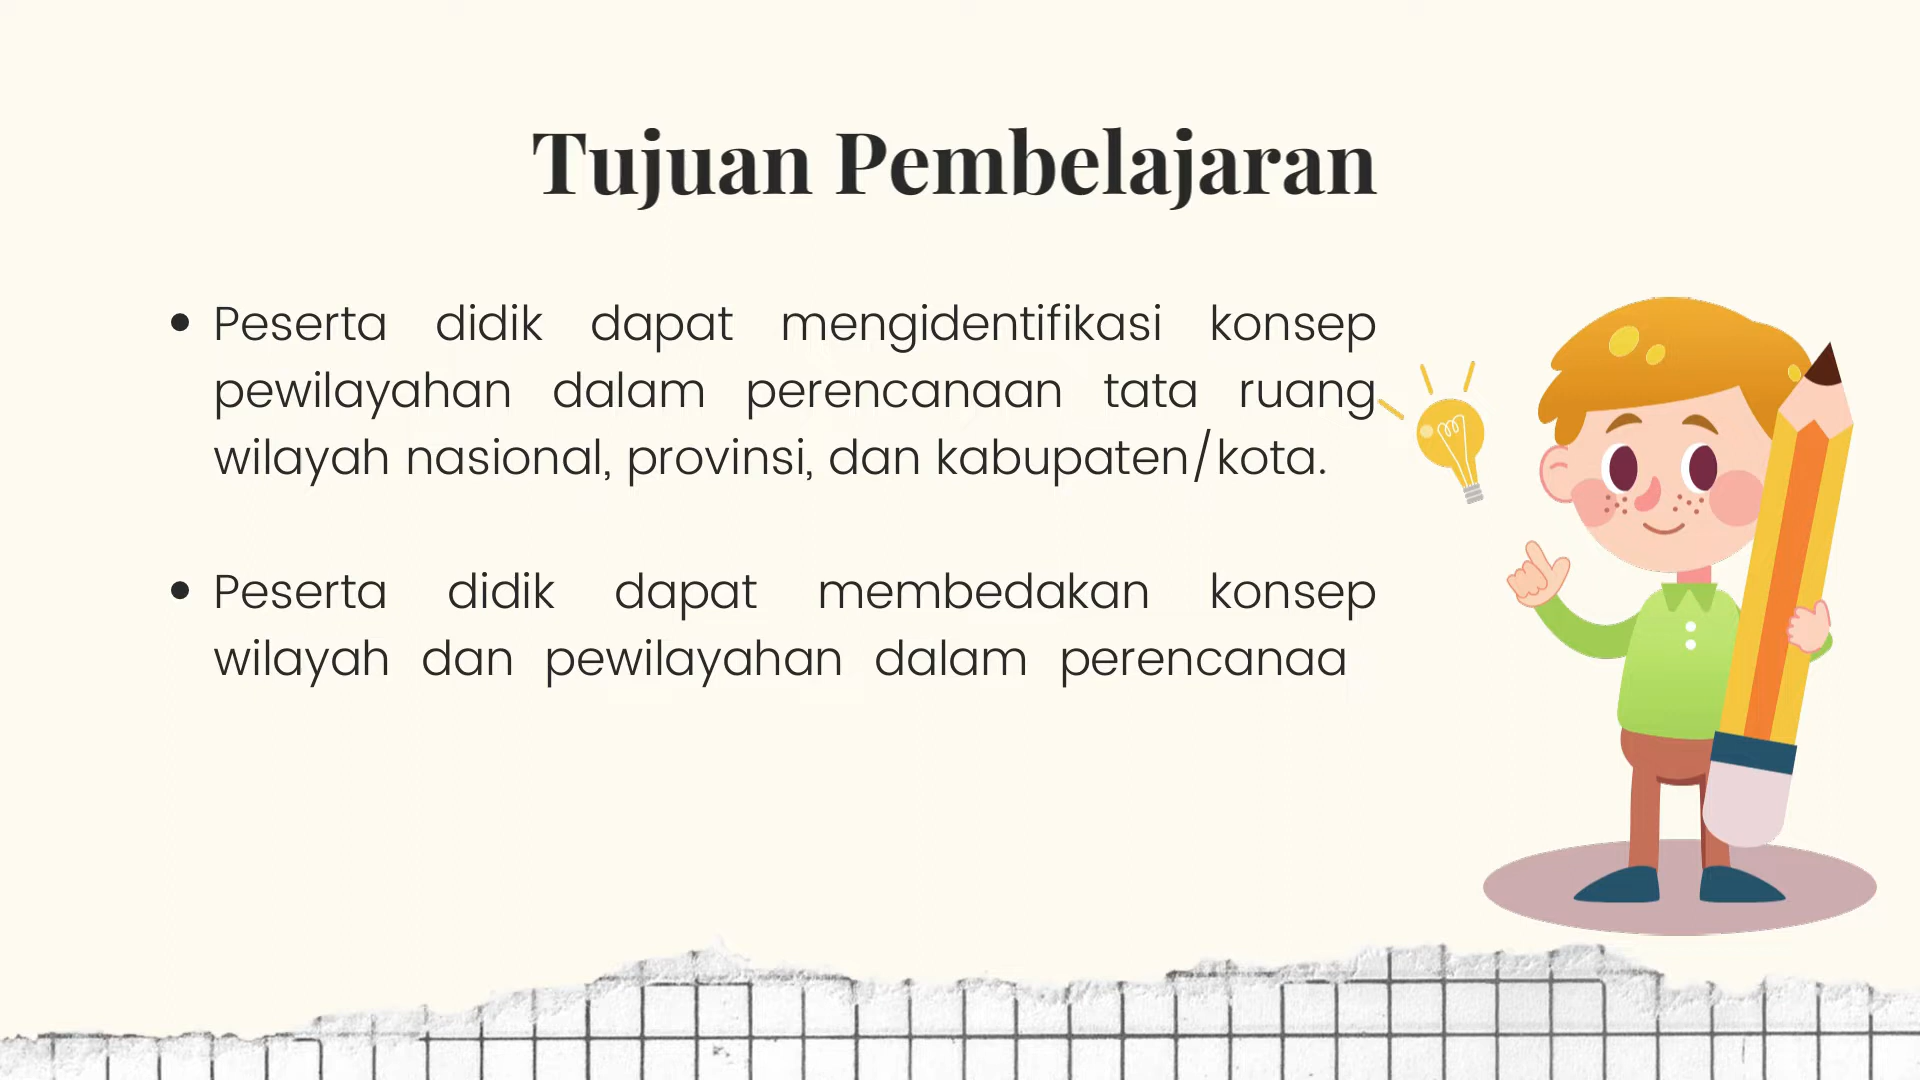 Tujuan Pembelajaran
• Peserta didik dapat mengidentifikasi konsep
pewilayahan dalam perencanaan tata ruang
wilayah nasional, provinsi, dan kabupaten/kota.
• Peserta didik dapat membedakan konsep
wilayah dan pewilayahan dalam perencanaa